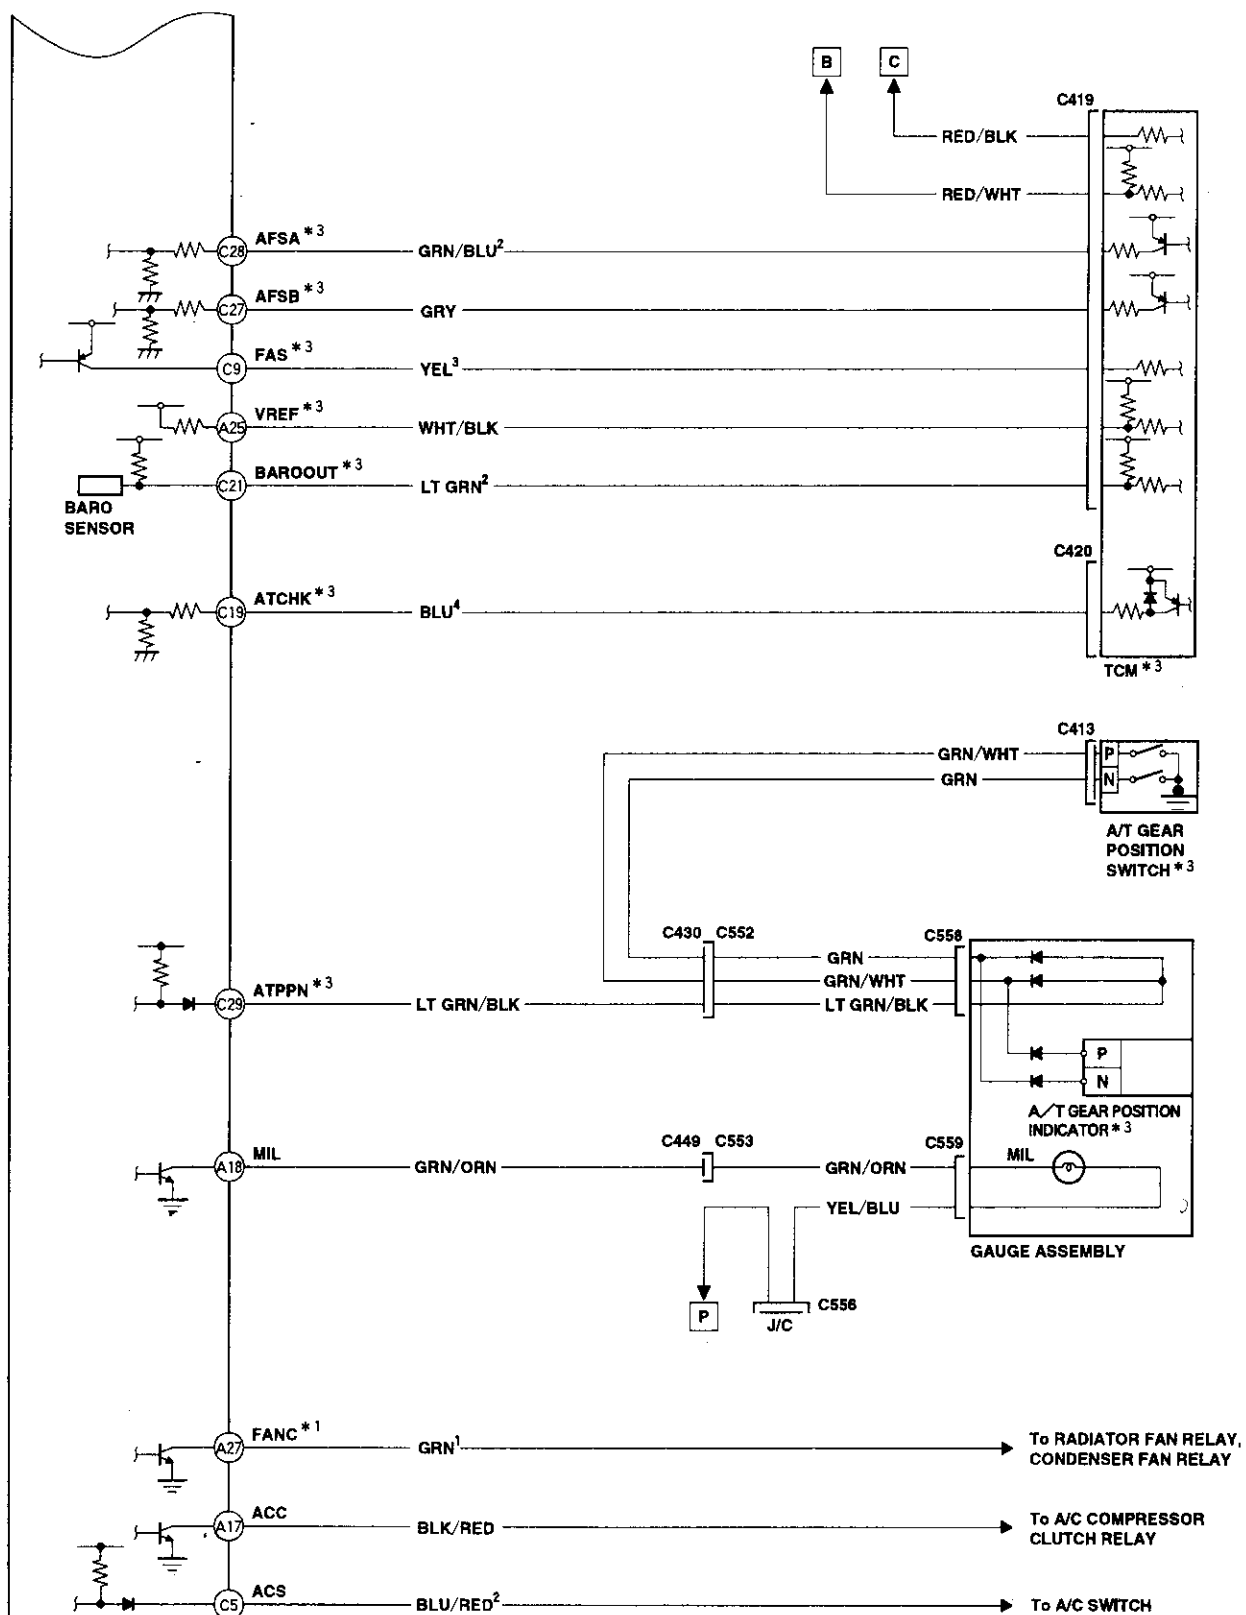 B C
C419
RED/BLK
RED/WHT
C28 AFSA *3 GRN/BLU2
C27 AFSB *3 GRY
C9 FAS *3 YEL3
A25 VREF *3 WHT/BLK
C21 BAROOUT *3 LT GRN2
BARO
SENSOR
C420
C19 ATCHK *3 BLU4
TCM *3
C413
GRN/WHT P
GRN N
A/T GEAR
POSITION
SWITCH *3
C430 C552 C558
GRN
GRN/WHT
C29 ATPPN *3 LT GRN/BLK LT GRN/BLK
P
N
A/T GEAR POSITION
INDICATOR *3
C449 C553 C559
A18 MIL GRN/ORN GRN/ORN MIL
YEL/BLU
GAUGE ASSEMBLY
P
C556
J/C
A27 FANC *1 GRN1 To RADIATOR FAN RELAY,
CONDENSER FAN RELAY
A17 ACC BLK/RED To A/C COMPRESSOR
CLUTCH RELAY
C5 ACS BLU/RED2 To A/C SWITCH